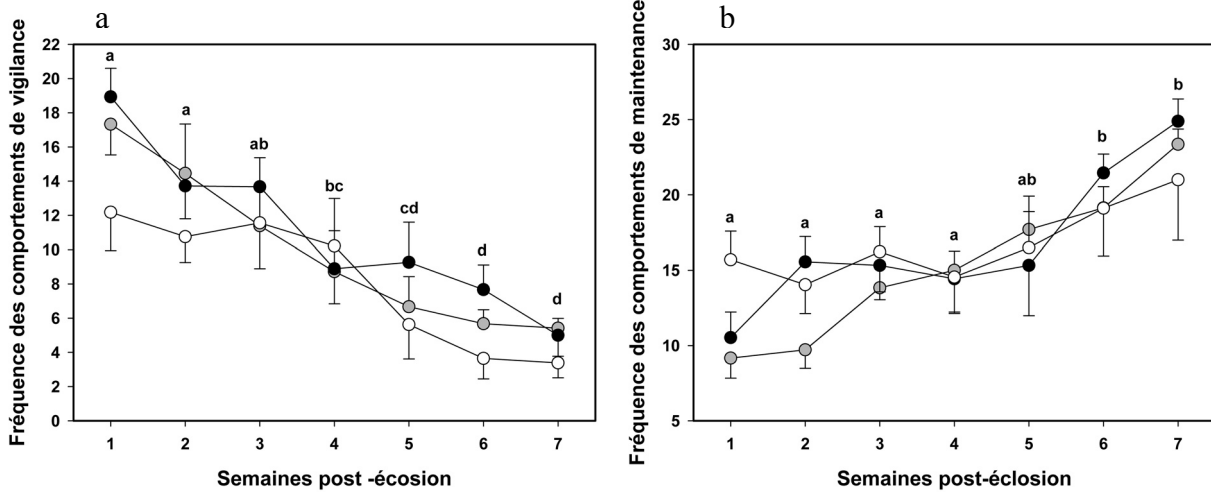 a
Fréquence des comportements de vigilance
22
20
18
16
14
12
10
8
6
4
2
0
a
a
ab
bc
cd
d
d
1 2 3 4 5 6 7
Semaines post -écosion
b
Fréquence des comportements de maintenance
30
25
20
15
10
5
a
a
a
a
ab
b
b
1 2 3 4 5 6 7
Semaines post-éclosion